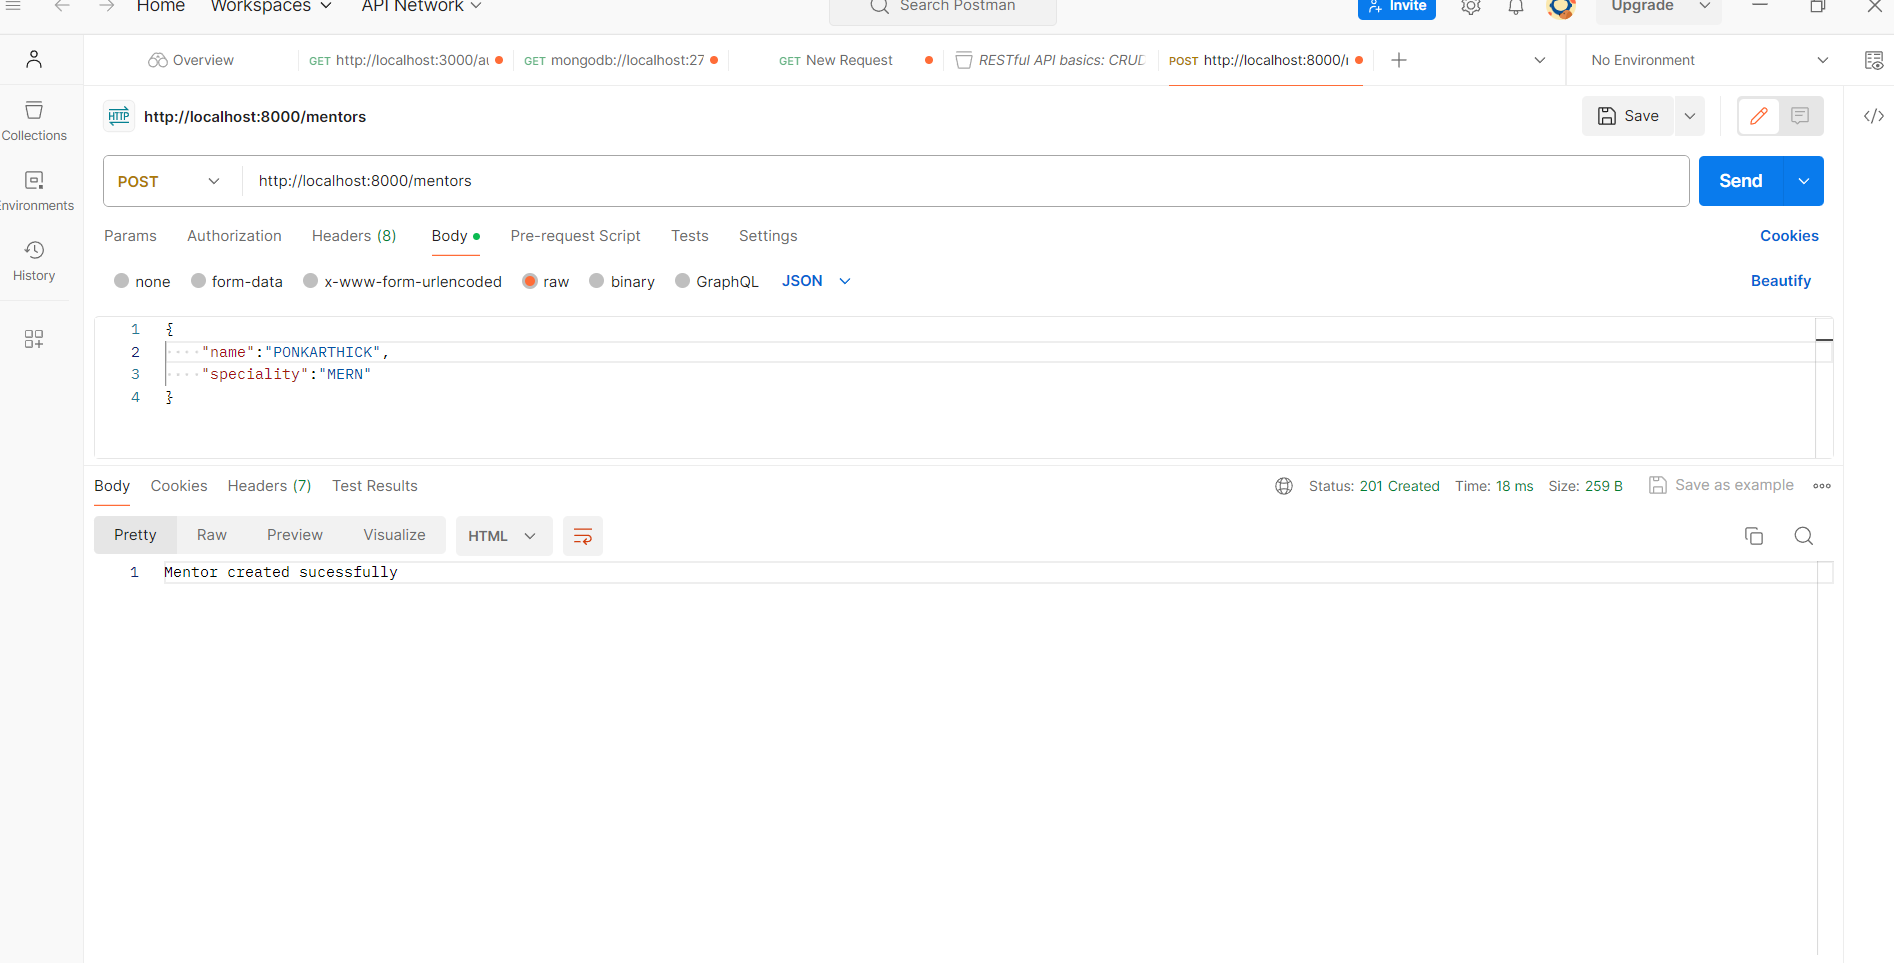 Home Workspaces API Network Search Postman Invite Upgrade
Overview GET http://localhost:3000/au GET mongodb://localhost:27 GET New Request RESTful API basics: CRUD POST http://localhost:8000/ No Environment
HTTP http://localhost:8000/mentors Save
Collections
POST http://localhost:8000/mentors Send
nvironments
Params Authorization Headers (8) Body Pre-request Script Tests Settings Cookies
History
none form-data x-www-form-urlencoded raw binary GraphQL JSON Beautify
1 {
2 "name":"PONKARTHICK",
3 "speciality":"MERN"
4 }
Body Cookies Headers (7) Test Results Status: 201 Created Time: 18 ms Size: 259 B Save as example
Pretty Raw Preview Visualize HTML
1 Mentor created sucessfully